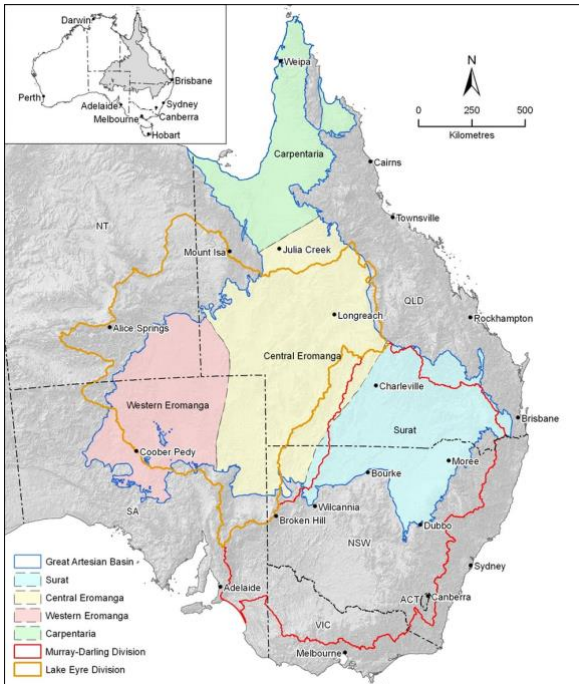 Darwin
Perth
Brisbane
Adelaide
Sydney
Melbourne
Canberra
Hobart
N
0 250 500
Kilometres
Weipa
Carpentaria
Cairns
Townsville
NT
Mount Isa
Julia Creek
QLD
Longreach
Rockhampton
Alice Springs
Central Eromanga
Charleville
Western Eromanga
Brisbane
Surat
Coober Pedy
Moree
Bourke
SA
Wilcannia
Broken Hill
Dubbo
NSW
Sydney
Adelaide
ACT
Canberra
VIC
Melbourne
Great Artesian Basin
Surat
Central Eromanga
Western Eromanga
Carpentaria
Murray-Darling Division
Lake Eyre Division